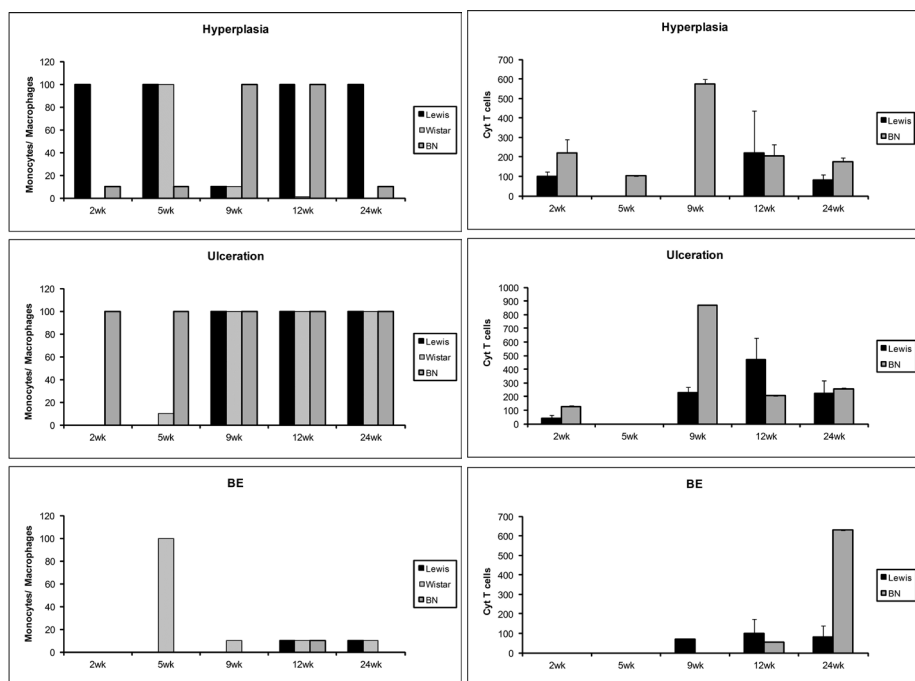 Hyperplasia
Monocytes/ Macrophages
120
100
80
60
40
20
0
2wk 5wk 9wk 12wk 24wk
Lewis
Wistar
BN
Hyperplasia
Cyt T cells
700
600
500
400
300
200
100
0
2wk 5wk 9wk 12wk 24wk
Lewis
BN
Ulceration
Monocytes/ Macrophages
120
100
80
60
40
20
0
2wk 5wk 9wk 12wk 24wk
Lewis
Wistar
BN
Ulceration
Cyt T cells
1000
900
800
700
600
500
400
300
200
100
0
2wk 5wk 9wk 12wk 24wk
Lewis
BN
BE
Monocytes/ Macrophages
120
100
80
60
40
20
0
2wk 5wk 9wk 12wk 24wk
Lewis
Wistar
BN
BE
Cyt T cells
700
600
500
400
300
200
100
0
2wk 5wk 9wk 12wk 24wk
Lewis
BN